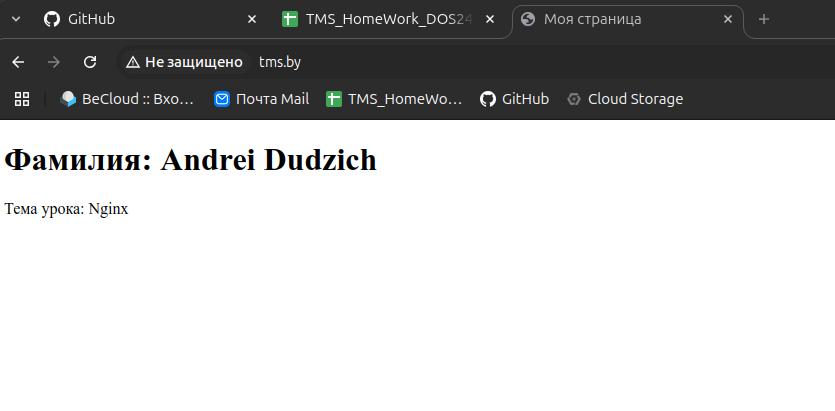 GitHub TMS_HomeWork_DOS24 Моя страница
Не защищено tms.by
BeCloud :: Вхо... Почта Mail TMS_HomeWo... GitHub Cloud Storage
Фамилия: Andrei Dudzich
Тема урока: Nginx